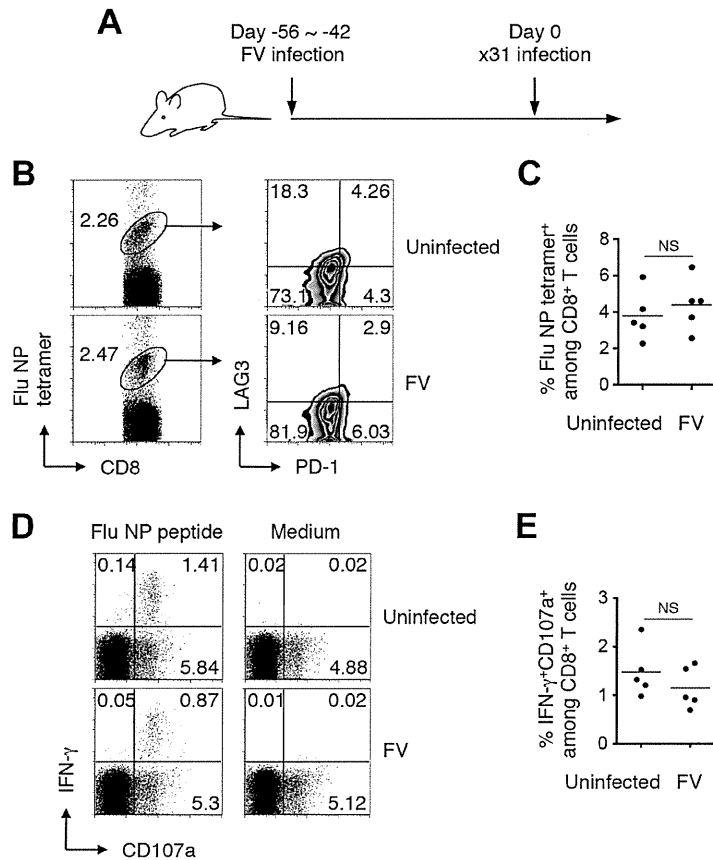 A
Day -56 ~ -42
FV infection
Day 0
x31 infection
B
2.26
18.3
4.26
73.1
4.3
Uninfected
2.47
9.16
2.9
81.9
6.03
FV
Flu NP
tetramer
CD8
LAG3
PD-1
C
% Flu NP tetramer+
among CD8+ T cells
8
6
4
2
0
NS
Uninfected
FV
D
Flu NP peptide
Medium
0.14
1.41
5.84
0.02
0.02
4.88
Uninfected
0.05
0.87
5.3
0.01
0.02
5.12
FV
IFN-γ
CD107a
E
% IFN-γ+CD107a+
among CD8+ T cells
3
2
1
0
NS
Uninfected
FV